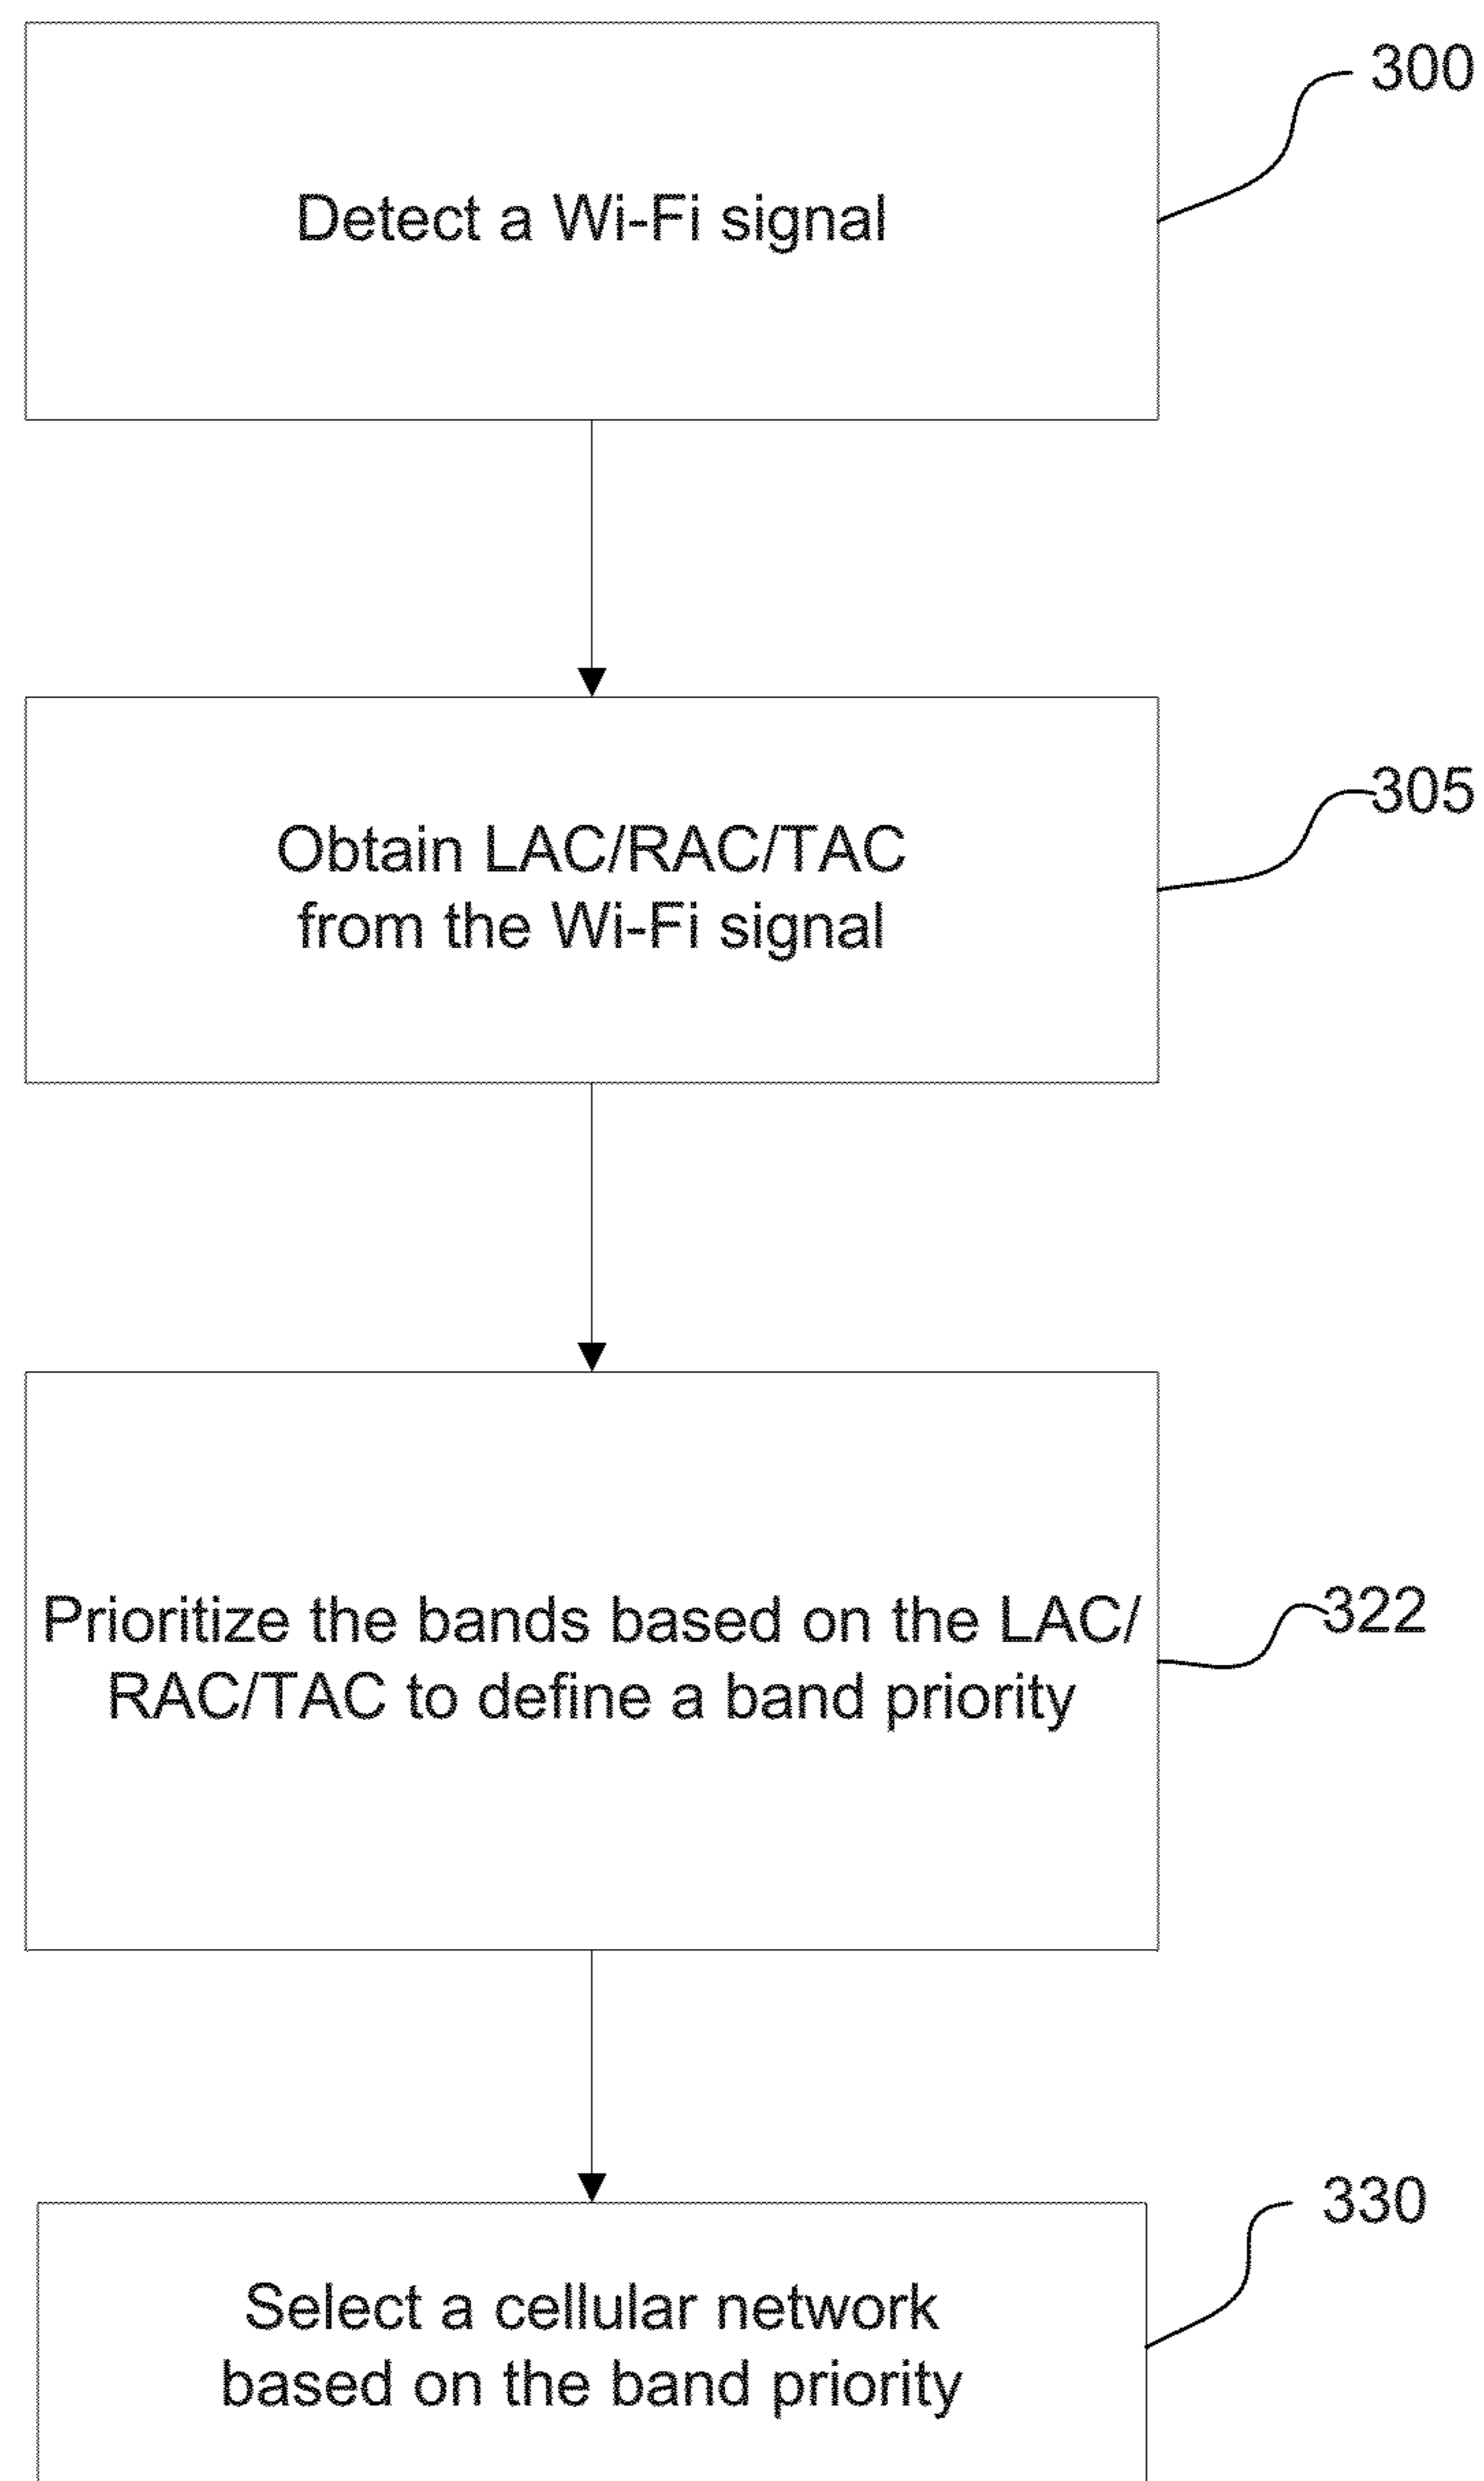 300
Detect a Wi-Fi signal
305
Obtain LAC/RAC/TAC
from the Wi-Fi signal
322
Prioritize the bands based on the LAC/
RAC/TAC to define a band priority
330
Select a cellular network
based on the band priority